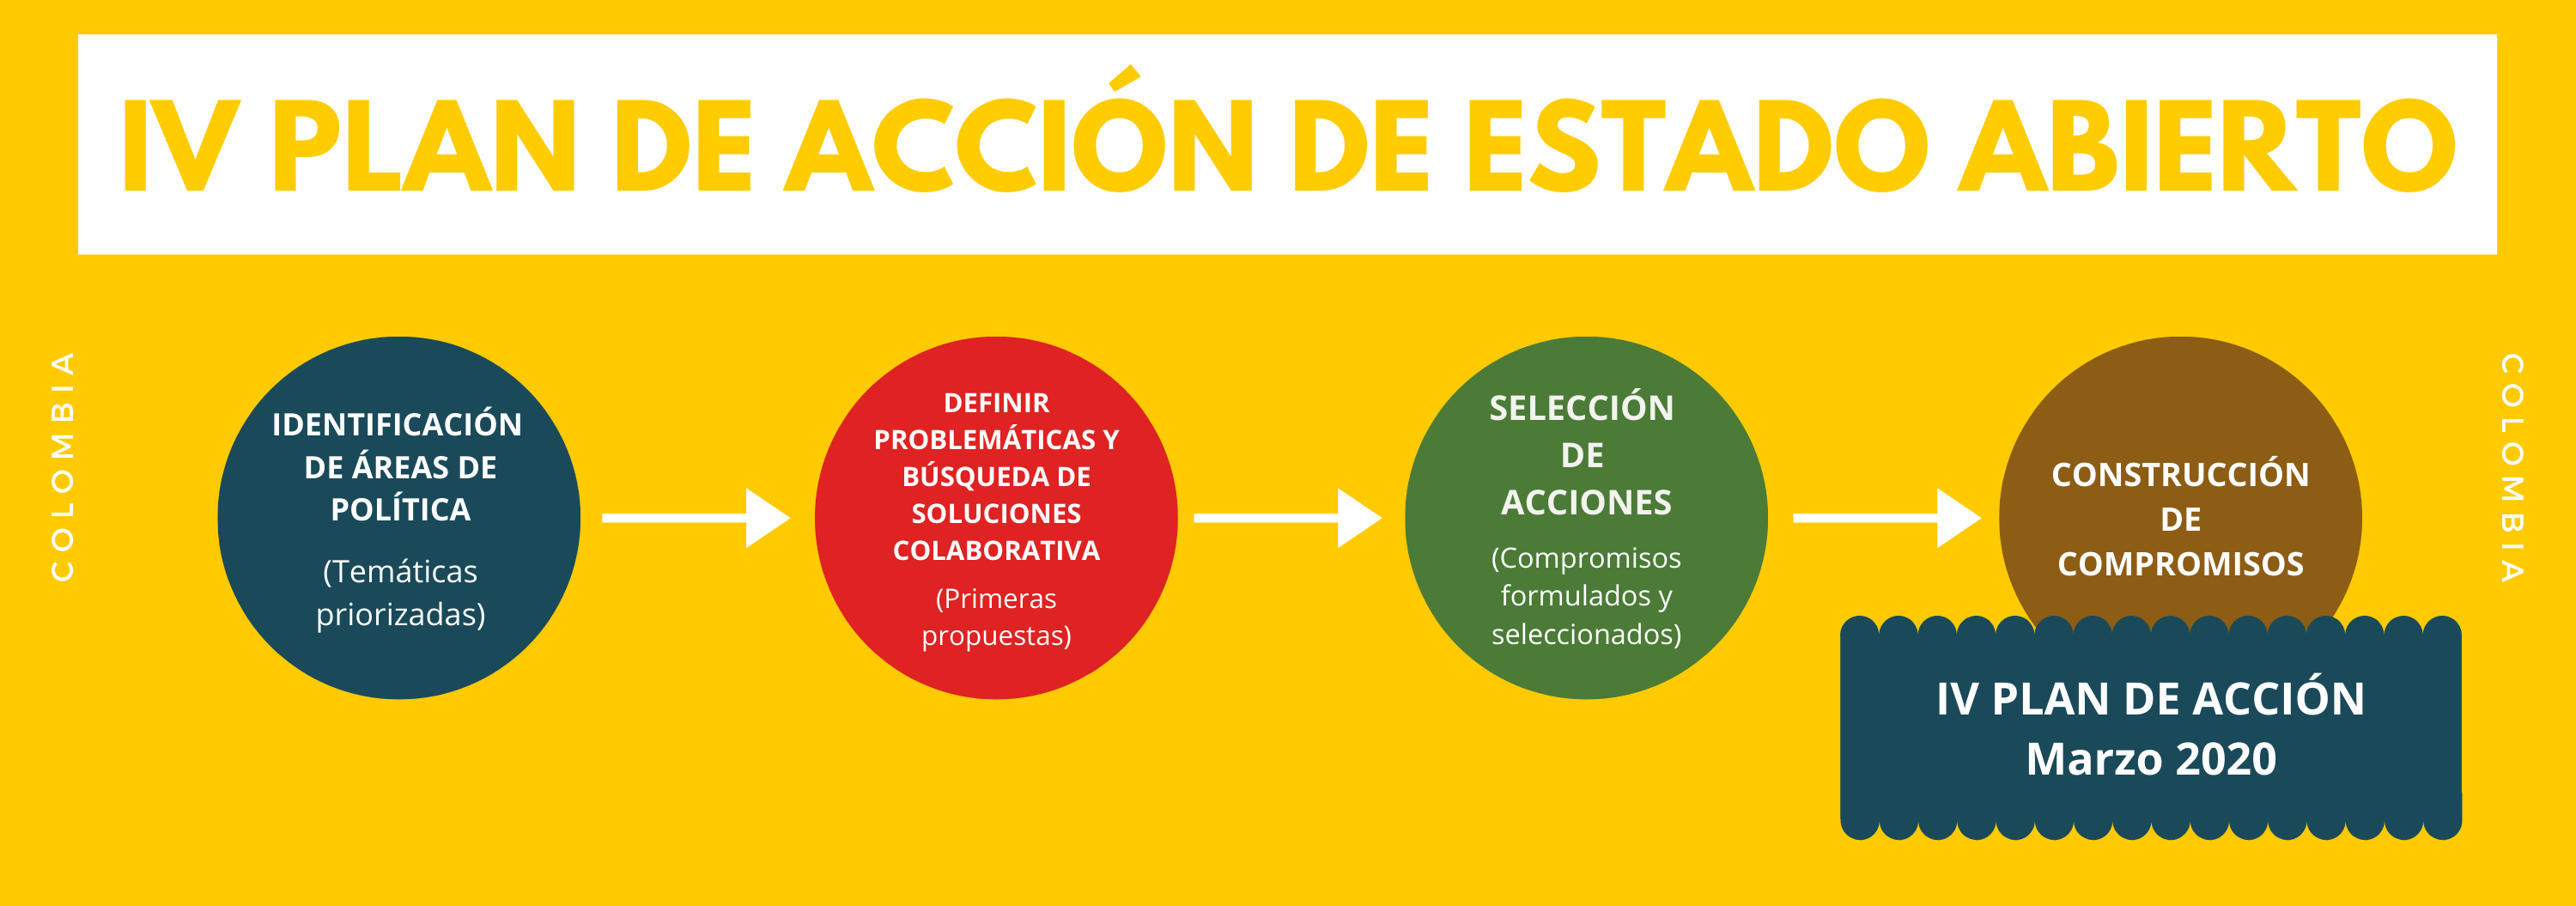 IV PLAN DE ACCIÓN DE ESTADO ABIERTO
COLOMBIA
IDENTIFICACIÓN
DE ÁREAS DE
POLÍTICA
(Temáticas
priorizadas)
DEFINIR
PROBLEMÁTICAS Y
BÚSQUEDA DE
SOLUCIONES
COLABORATIVA
(Primeras
propuestas)
SELECCIÓN
DE
ACCIONES
(Compromisos
formulados y
seleccionados)
CONSTRUCCIÓN
DE
COMPROMISOS
IV PLAN DE ACCIÓN
Marzo 2020
COLOMBIA